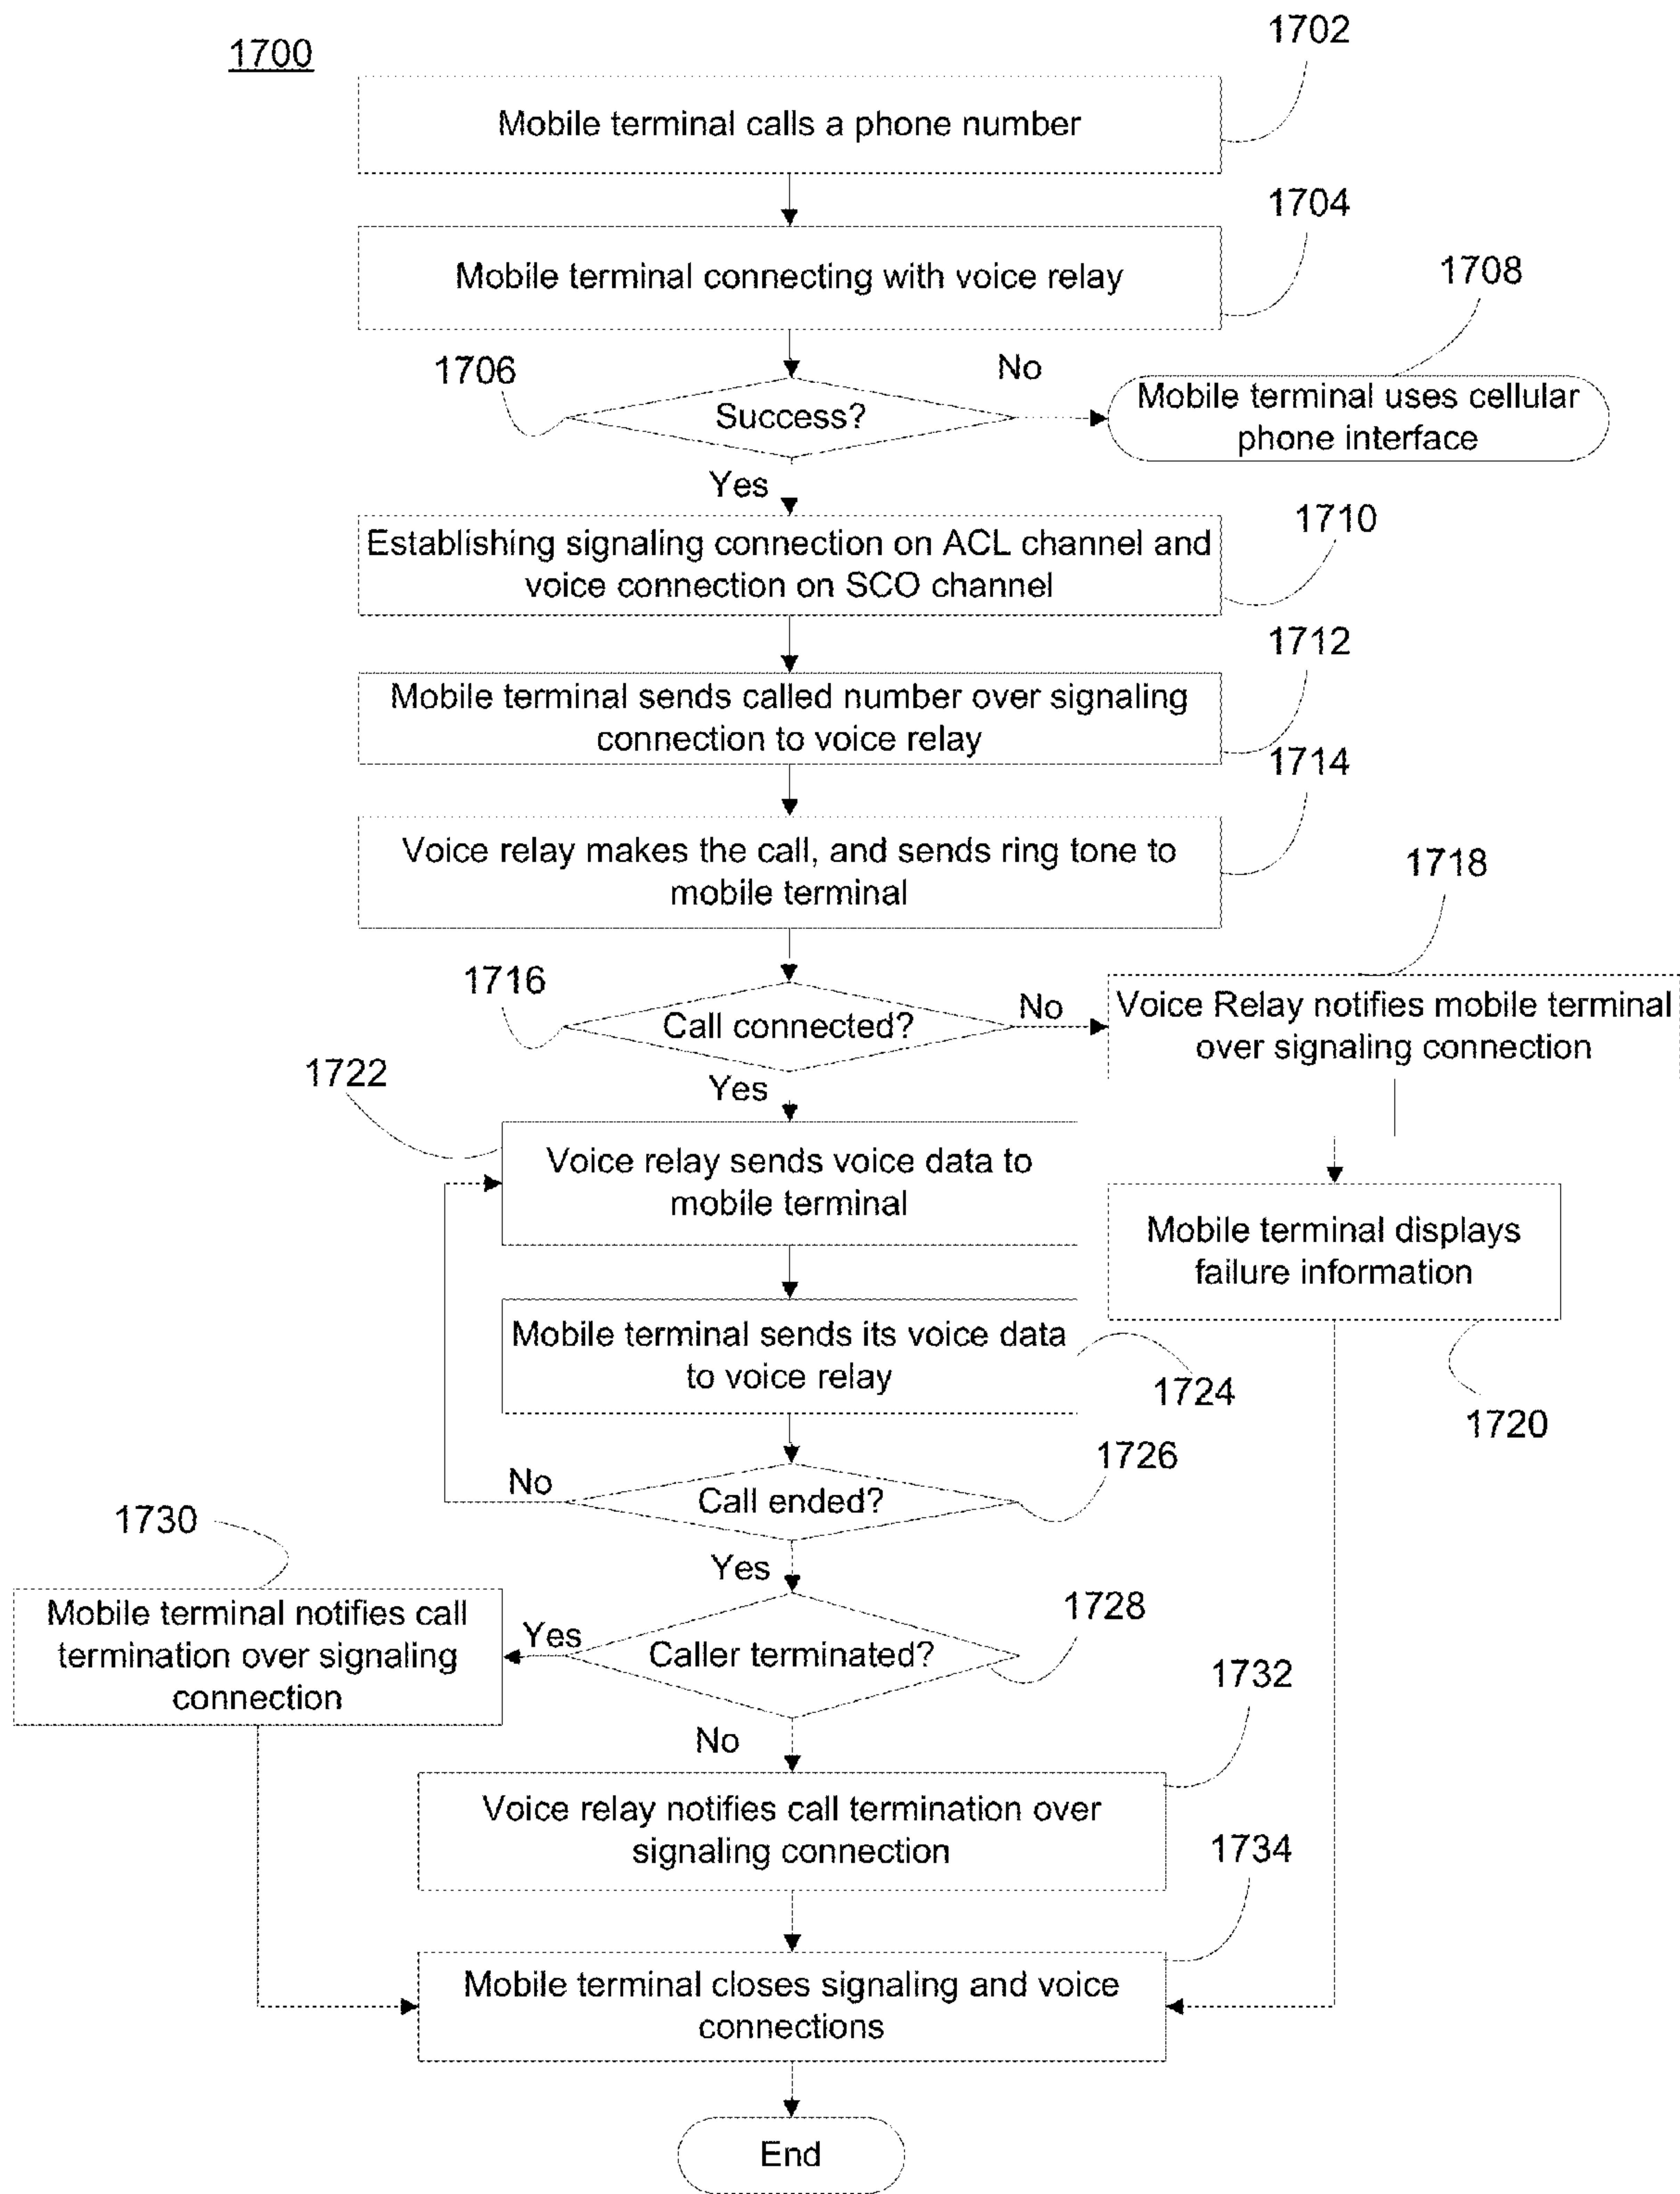 1700
1702
Mobile terminal calls a phone number
1704
Mobile terminal connecting with voice relay
1708
1706
No
Success?
Mobile terminal uses cellular
phone interface
Yes
1710
Establishing signaling connection on ACL channel and
voice connection on SCO channel
1712
Mobile terminal sends called number over signaling
connection to voice relay
1714
Voice relay makes the call, and sends ring tone to
mobile terminal
1718
1716
No
Call connected?
Voice Relay notifies mobile terminal
over signaling connection
1722
Yes
Voice relay sends voice data to
mobile terminal
Mobile terminal displays
failure information
Mobile terminal sends its voice data
to voice relay
1724
1720
1726
No
Call ended?
1730
Yes
1728
Mobile terminal notifies call
termination over signaling
connection
Yes
Caller terminated?
1732
No
Voice relay notifies call termination over
signaling connection
1734
Mobile terminal closes signaling and voice
connections
End